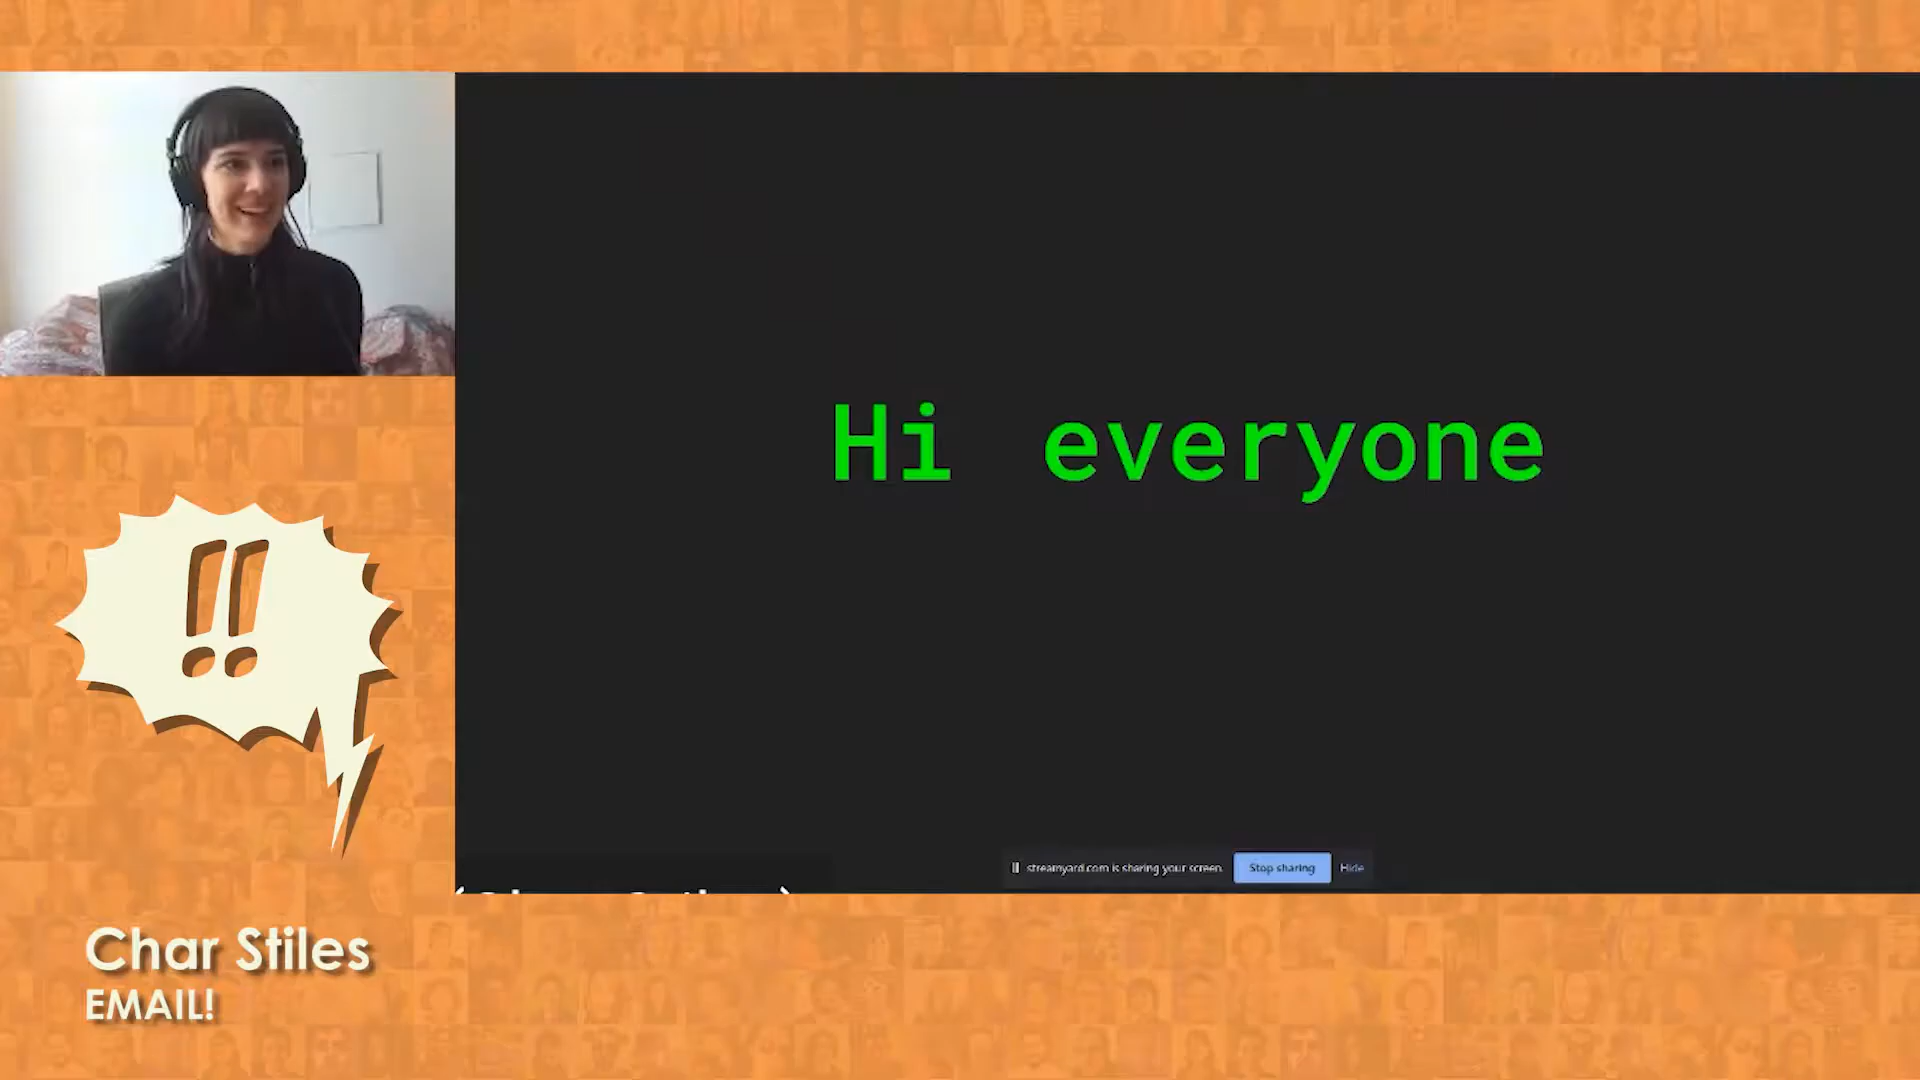 Hi everyone
streamyard.com is sharing your screen.
Stop sharing
Hide
!!
Char Stiles
EMAIL!